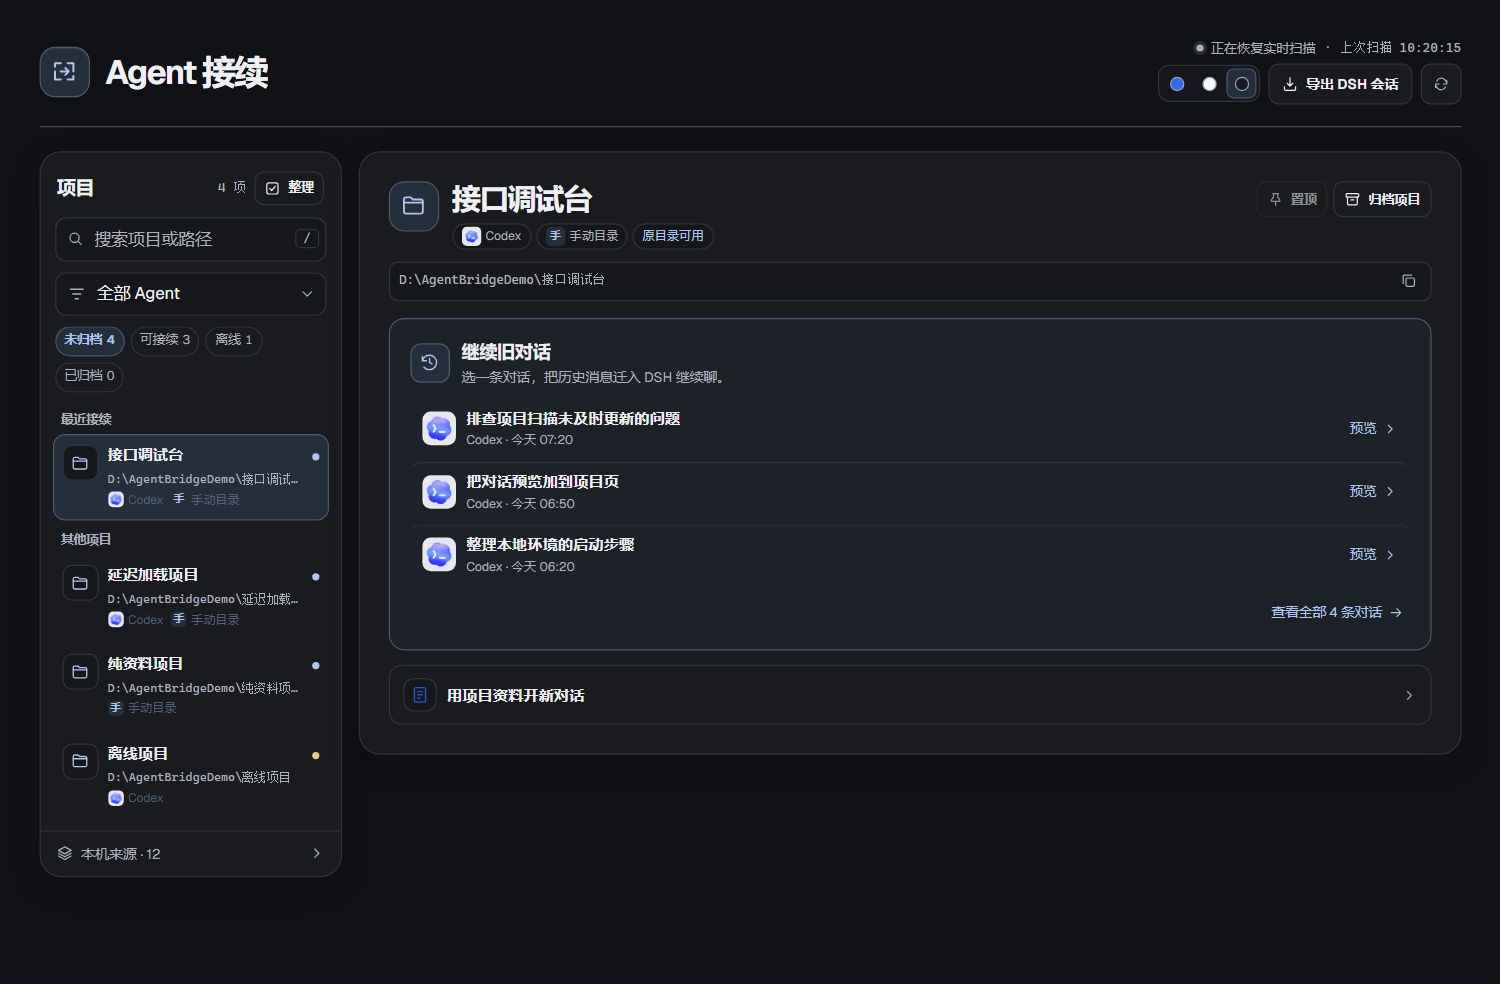 Agent 接续
正在恢复实时扫描 · 上次扫描 10:20:15
导出 DSH 会话
项目
4 项
整理
搜索项目或路径
/
全部 Agent
未归档 4
可接续 3
离线 1
已归档 0
最近接续
接口调试台
D:\AgentBridgeDemo\接口调试…
Codex 手 手动目录
其他项目
延迟加载项目
D:\AgentBridgeDemo\延迟加载…
Codex 手 手动目录
纯资料项目
D:\AgentBridgeDemo\纯资料项…
手 手动目录
离线项目
D:\AgentBridgeDemo\离线项目
Codex
本机来源 · 12
接口调试台
Codex
手 手动目录
原目录可用
置顶
归档项目
D:\AgentBridgeDemo\接口调试台
继续旧对话
选一条对话，把历史消息迁入 DSH 继续聊。
排查项目扫描未及时更新的问题
Codex · 今天 07:20
预览
把对话预览加到项目页
Codex · 今天 06:50
预览
整理本地环境的启动步骤
Codex · 今天 06:20
预览
查看全部 4 条对话
用项目资料开新对话